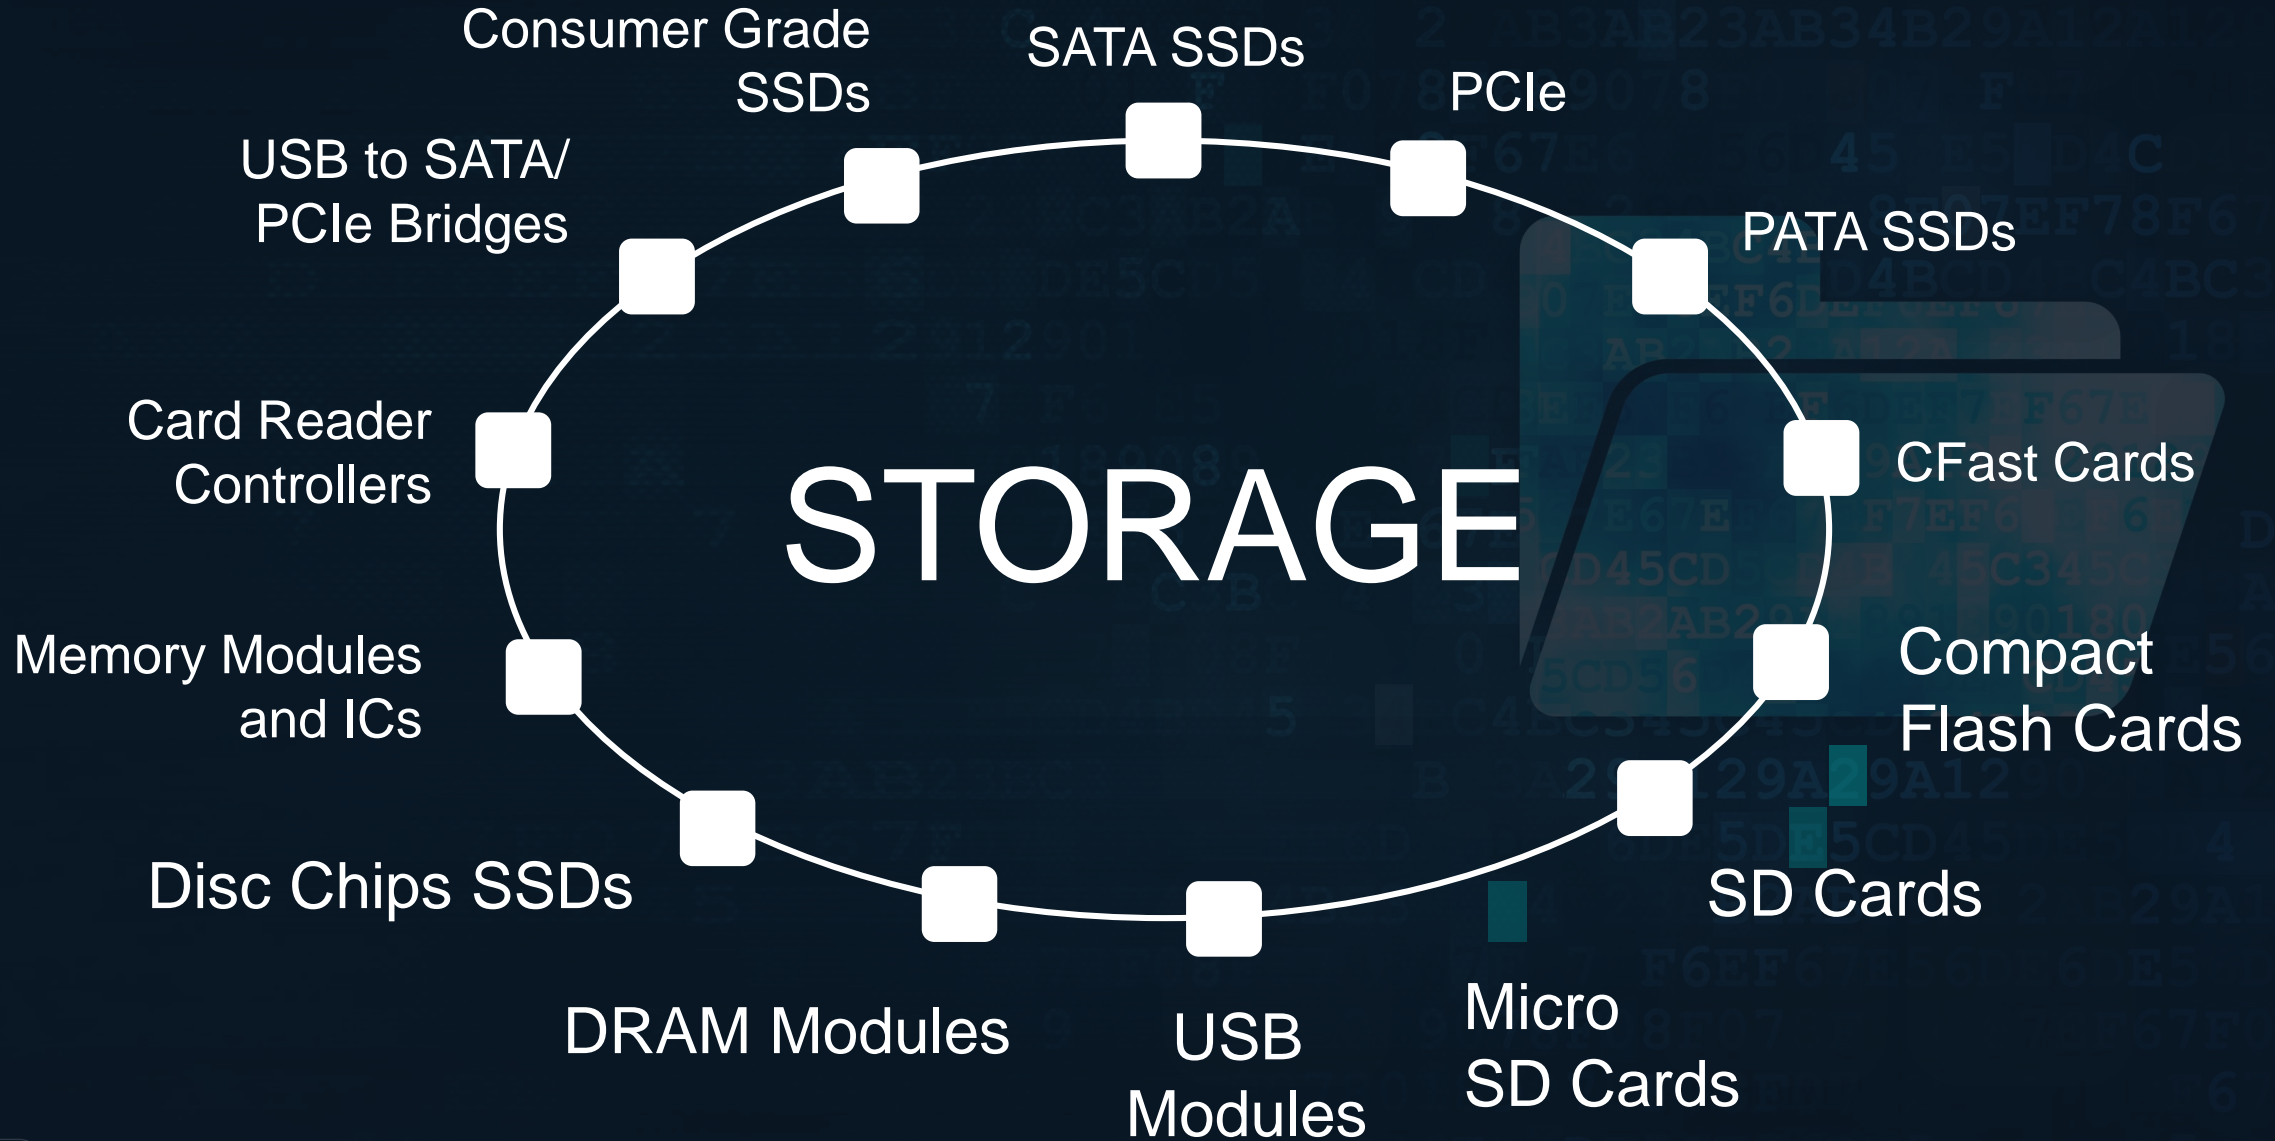 Consumer Grade
SSDs
SATA SSDs
PCIe
USB to SATA/
PCIe Bridges
PATA SSDs
Card Reader
Controllers
CFast Cards
STORAGE
Memory Modules
and ICs
Compact
Flash Cards
Disc Chips SSDs
SD Cards
DRAM Modules
USB
Modules
Micro
SD Cards